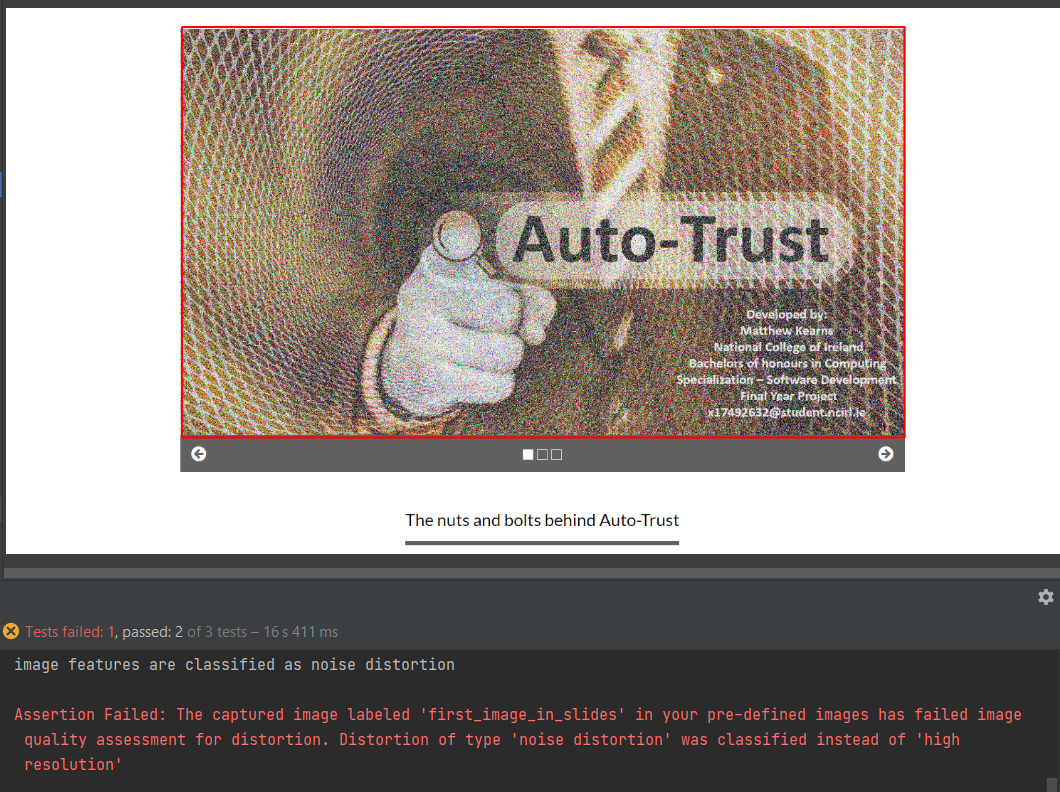 Auto-Trust
Developed by:
Matthew Kearns
National College of Ireland
Bachelors of honours in Computing
Specialization – Software Development
Final Year Project
x17492632@student.ncirl.ie
The nuts and bolts behind Auto-Trust
Tests failed: 1, passed: 2 of 3 tests – 16 s 411 ms
image features are classified as noise distortion
Assertion Failed: The captured image labeled 'first_image_in_slides' in your pre-defined images has failed image
quality assessment for distortion. Distortion of type 'noise distortion' was classified instead of 'high
resolution'